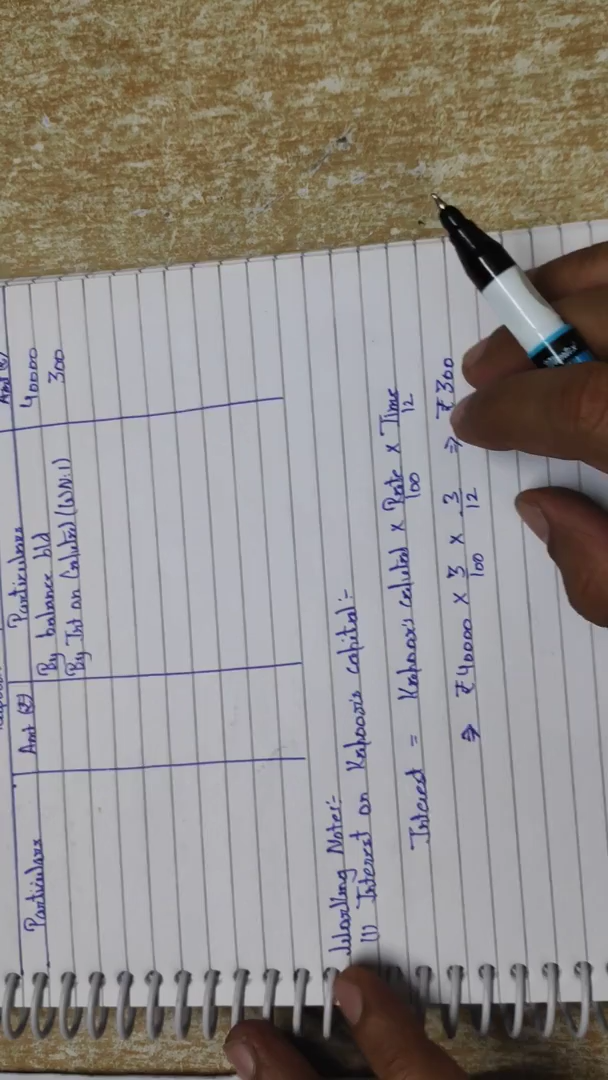 Particulars Amt (₹) Particulars Amt (₹)
By balance b/d 40000
By Int on Capital (W.N.1) 300
Working Note:-
(1) Interest on Kapoor's capital:-
Interest = Kapoor's capital × Rate/100 × Time/12
⇒ ₹40000 × 3/100 × 3/12 ⇒ ₹300